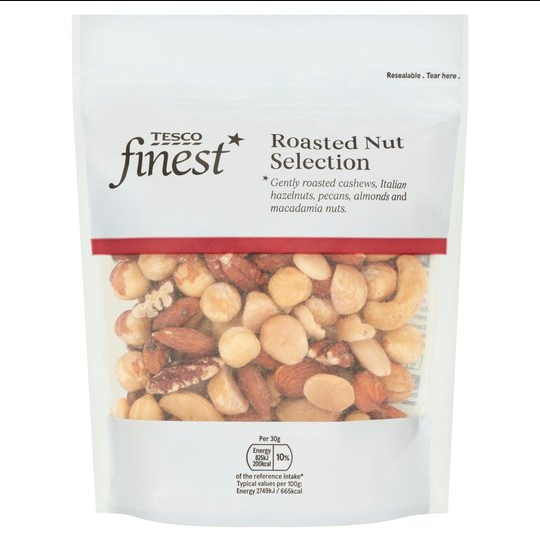 Resealable . Tear here .
TESCO
finest*
Roasted Nut
Selection
*Gently roasted cashews, Italian
hazelnuts, pecans, almonds and
macadamia nuts.
Per 30g
Energy
825kJ
200kcal
10%
of the reference intake*
Typical values per 100g:
Energy 2749kJ / 665kcal